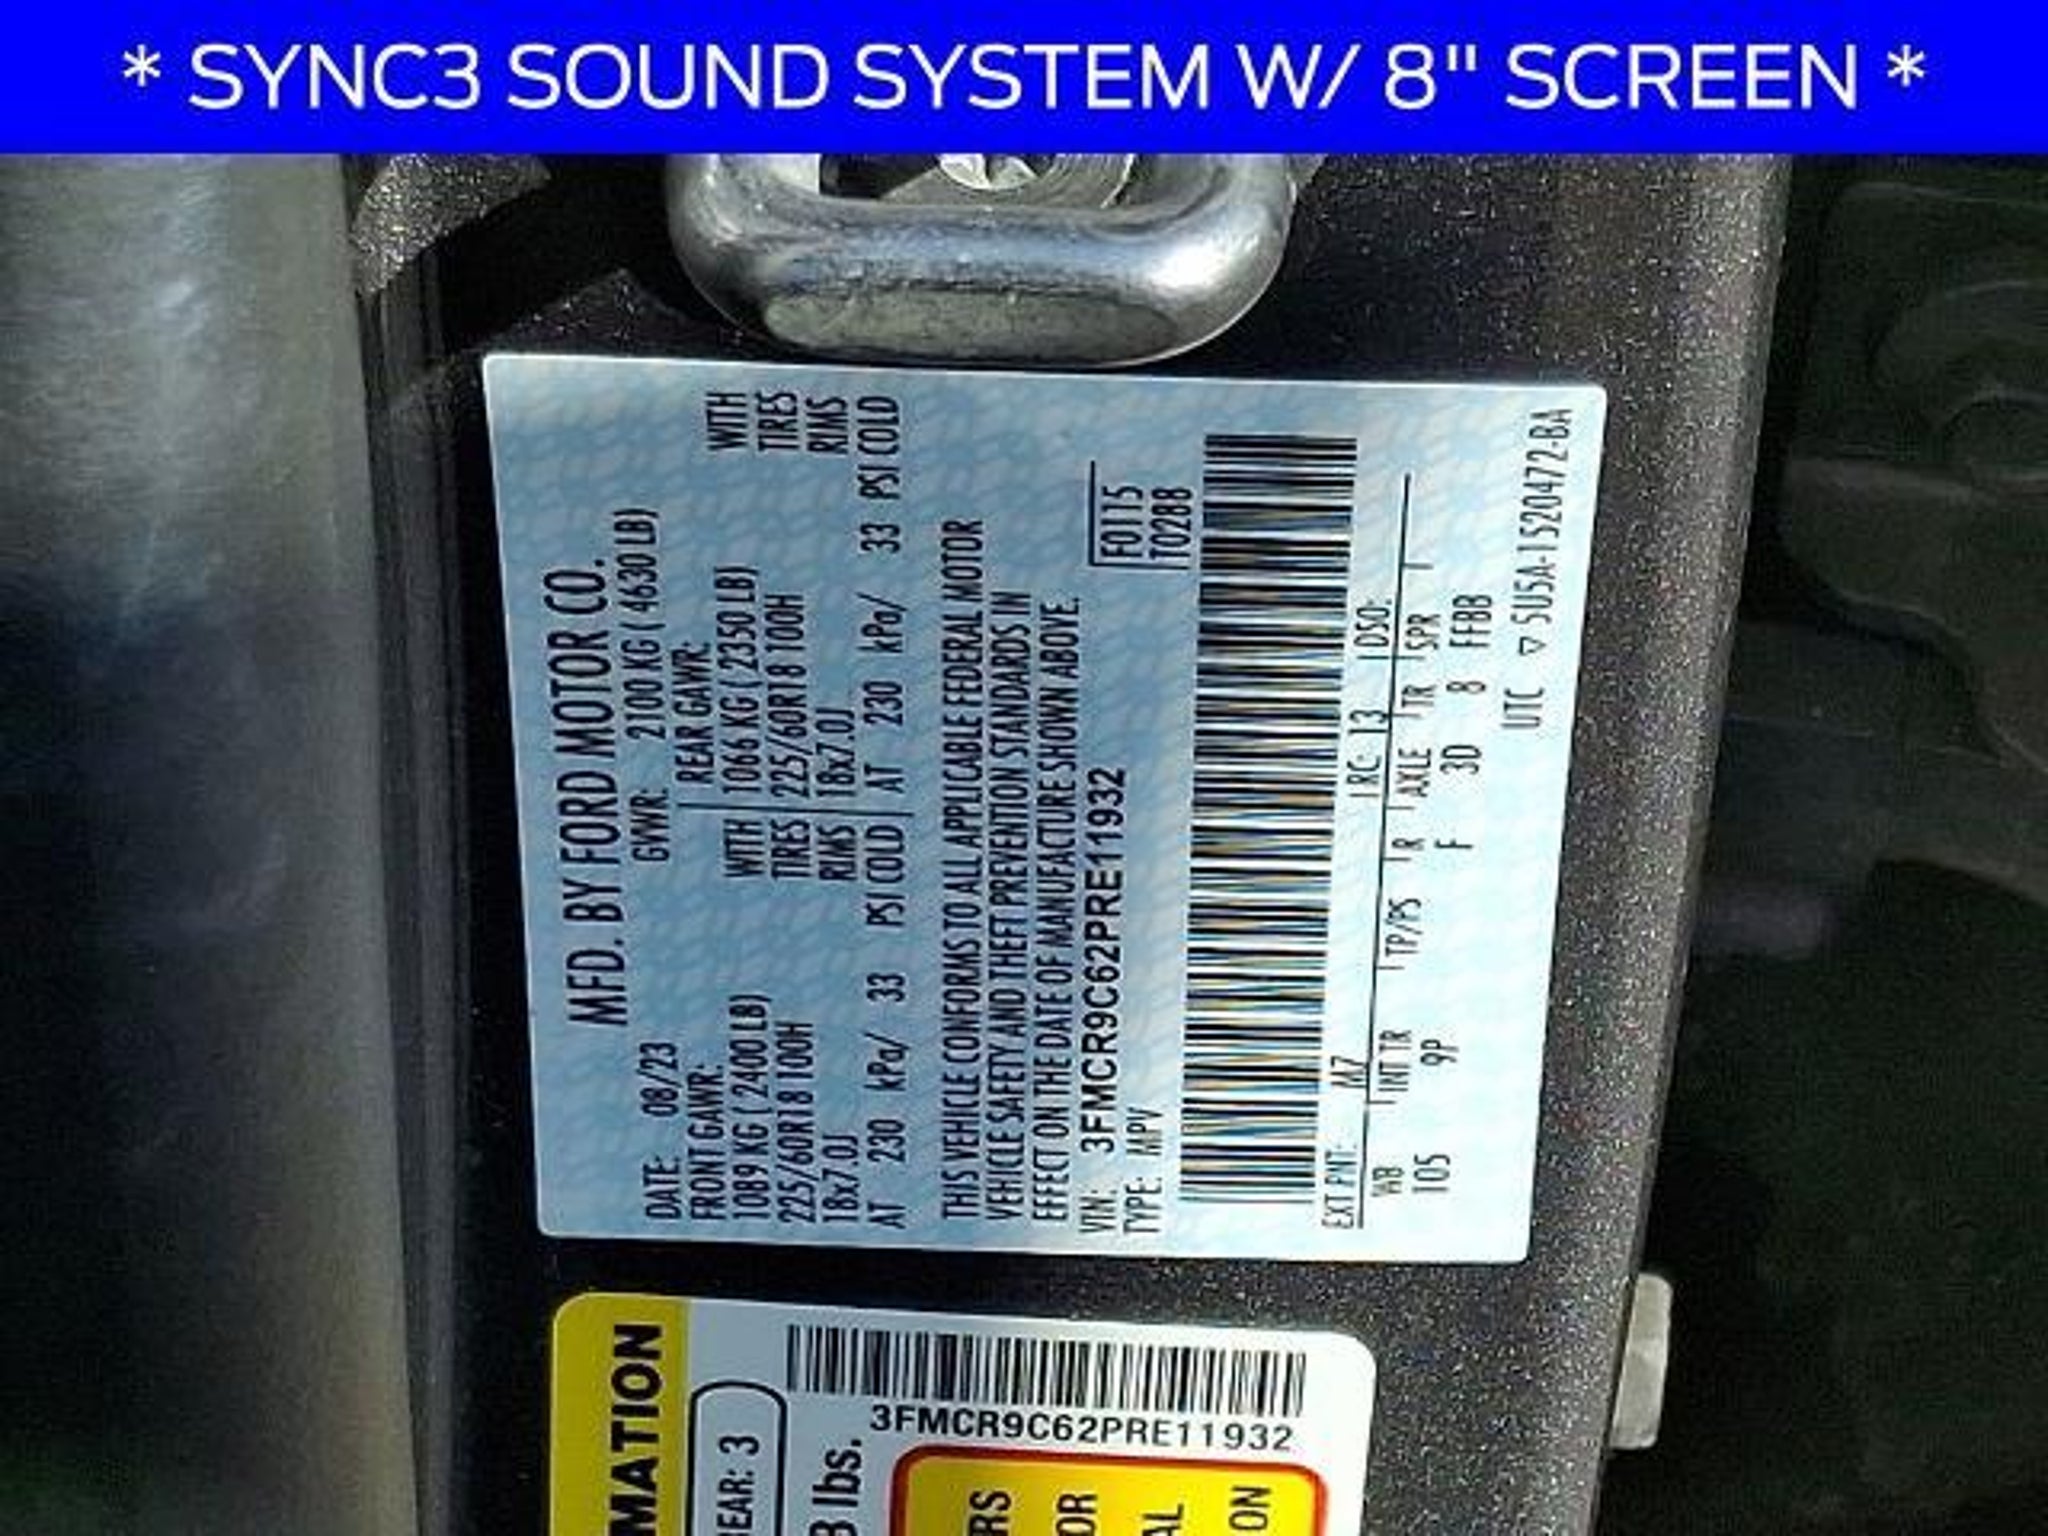 * SYNC3 SOUND SYSTEM W/ 8" SCREEN *
MFD. BY FORD MOTOR CO.
DATE: 08/23 GVWR: 2100 KG ( 4630 LB)
FRONT GAWR: REAR GAWR:
1089 KG ( 2400 LB) WITH 1066 KG ( 2350 LB) WITH
225/60R18 100H TIRES 225/60R18 100H TIRES
18x7.0J RIMS 18x7.0J RIMS
AT 230 kPa/ 33 PSI COLD AT 230 kPa/ 33 PSI COLD
THIS VEHICLE CONFORMS TO ALL APPLICABLE FEDERAL MOTOR
VEHICLE SAFETY AND THEFT PREVENTION STANDARDS IN
EFFECT ON THE DATE OF MANUFACTURE SHOWN ABOVE.
VIN: 3FMCR9C62PRE11932 F0115
TYPE: MPV T0288
EXT PNT: M7 RC: 13 DSO:
WB INT TR TP/PS R AXLE TR SPR
105 9P F 3D 8 FFBB
UTC ▽ 5U5A-1520472-BA
MATION
EAR: 3
3FMCR9C62PRE11932
lbs.
RS
OR
AL
ON